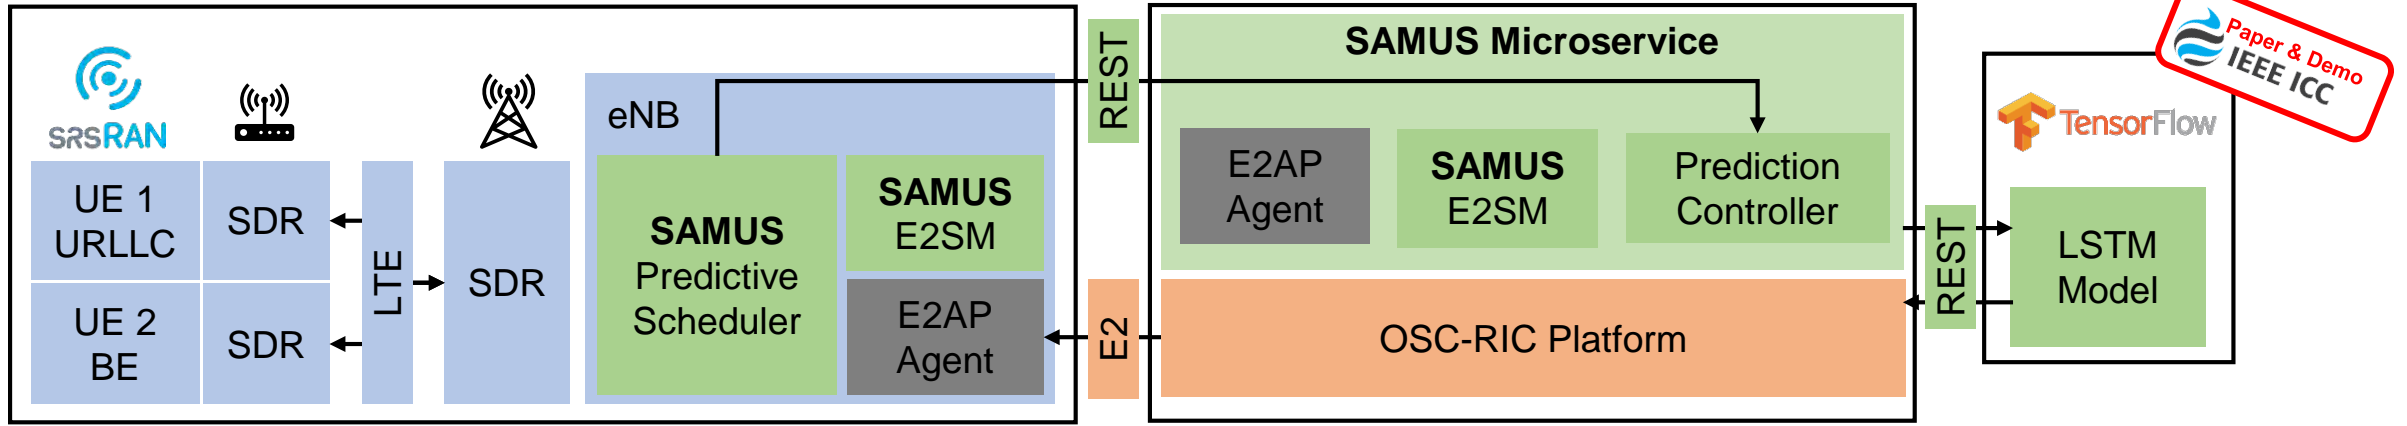 srsRAN
UE 1
URLLC
UE 2
BE
SDR
SDR
LTE
SDR
eNB
SAMUS
Predictive
Scheduler
SAMUS
E2SM
E2AP
Agent
REST
E2
SAMUS Microservice
E2AP
Agent
SAMUS
E2SM
Prediction
Controller
OSC-RIC Platform
REST
TensorFlow
LSTM
Model
Paper & Demo
IEEE ICC